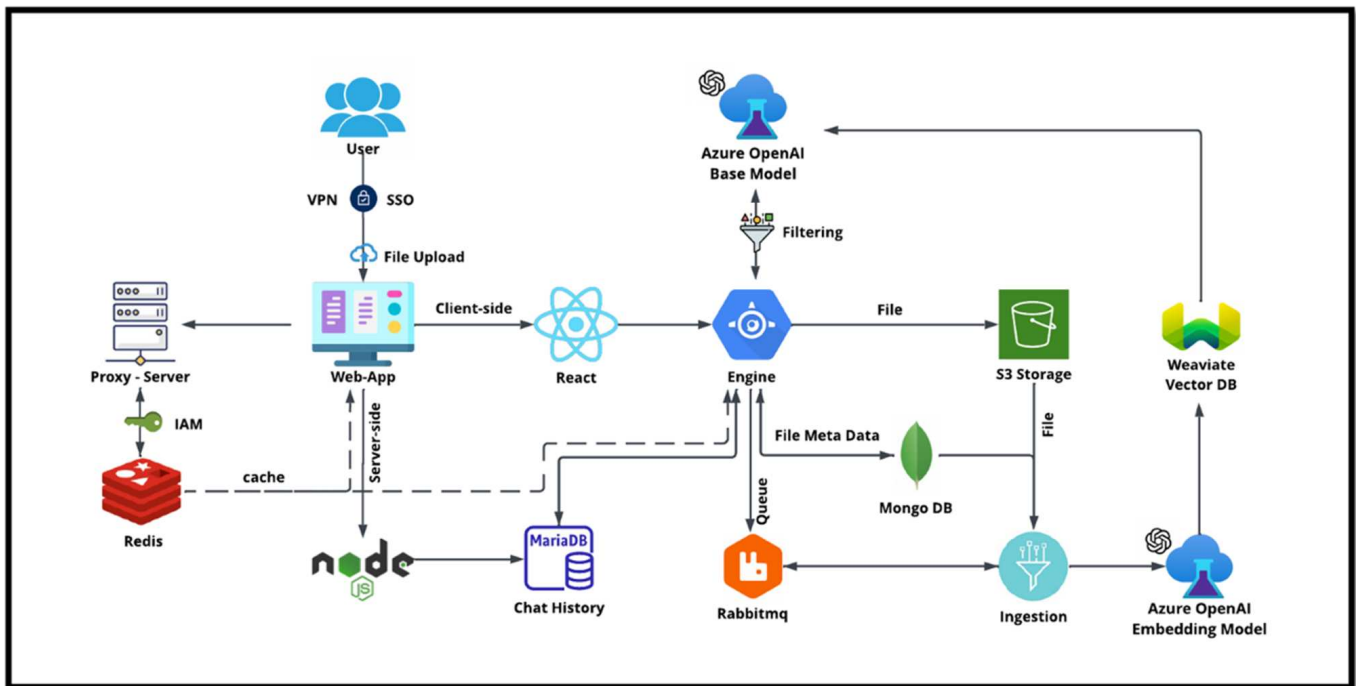 User
VPN
SSO
File Upload
Azure OpenAI
Base Model
Filtering
Proxy - Server
Web-App
Client-side
React
Engine
File
S3 Storage
Weaviate
Vector DB
IAM
Server-side
cache
Redis
File Meta Data
Mongo DB
File
Queue
node
JS
MariaDB
Chat History
Rabbitmq
Ingestion
Azure OpenAI
Embedding Model